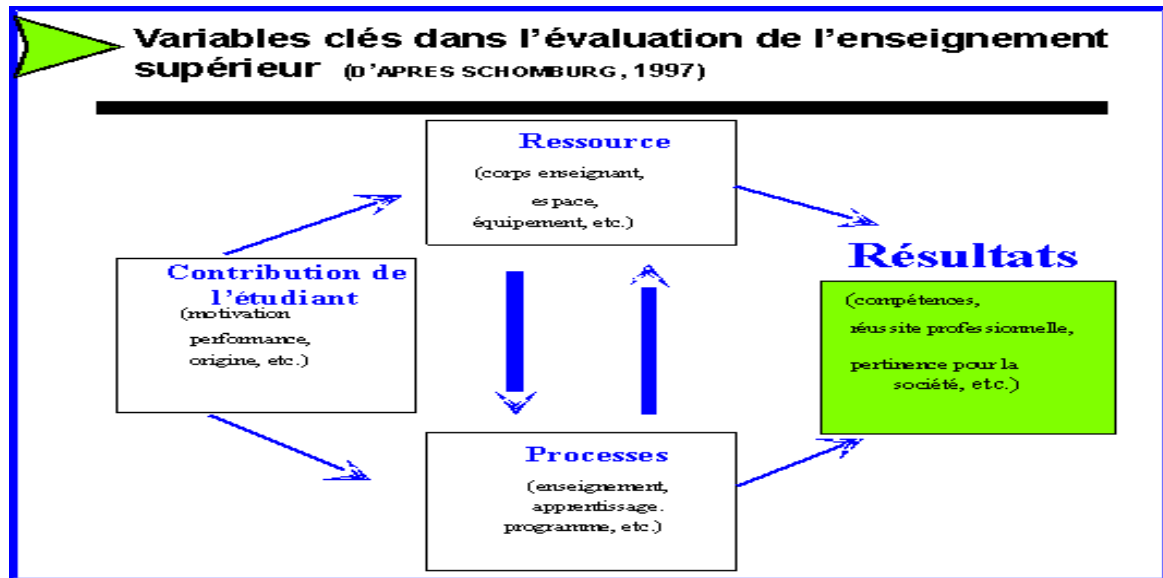 Variables clés dans l'évaluation de l'enseignement
supérieur (D'APRES SCHOMBURG, 1997)
Ressource
(corps enseignant,
espace,
équipement, etc.)
Contribution de
l'étudiant
(motivation
performance,
origine, etc.)
Résultats
(compétences,
réussite professionnelle,
pertinence pour la
société, etc.)
Processes
(enseignement,
apprentissage.
programme, etc.)